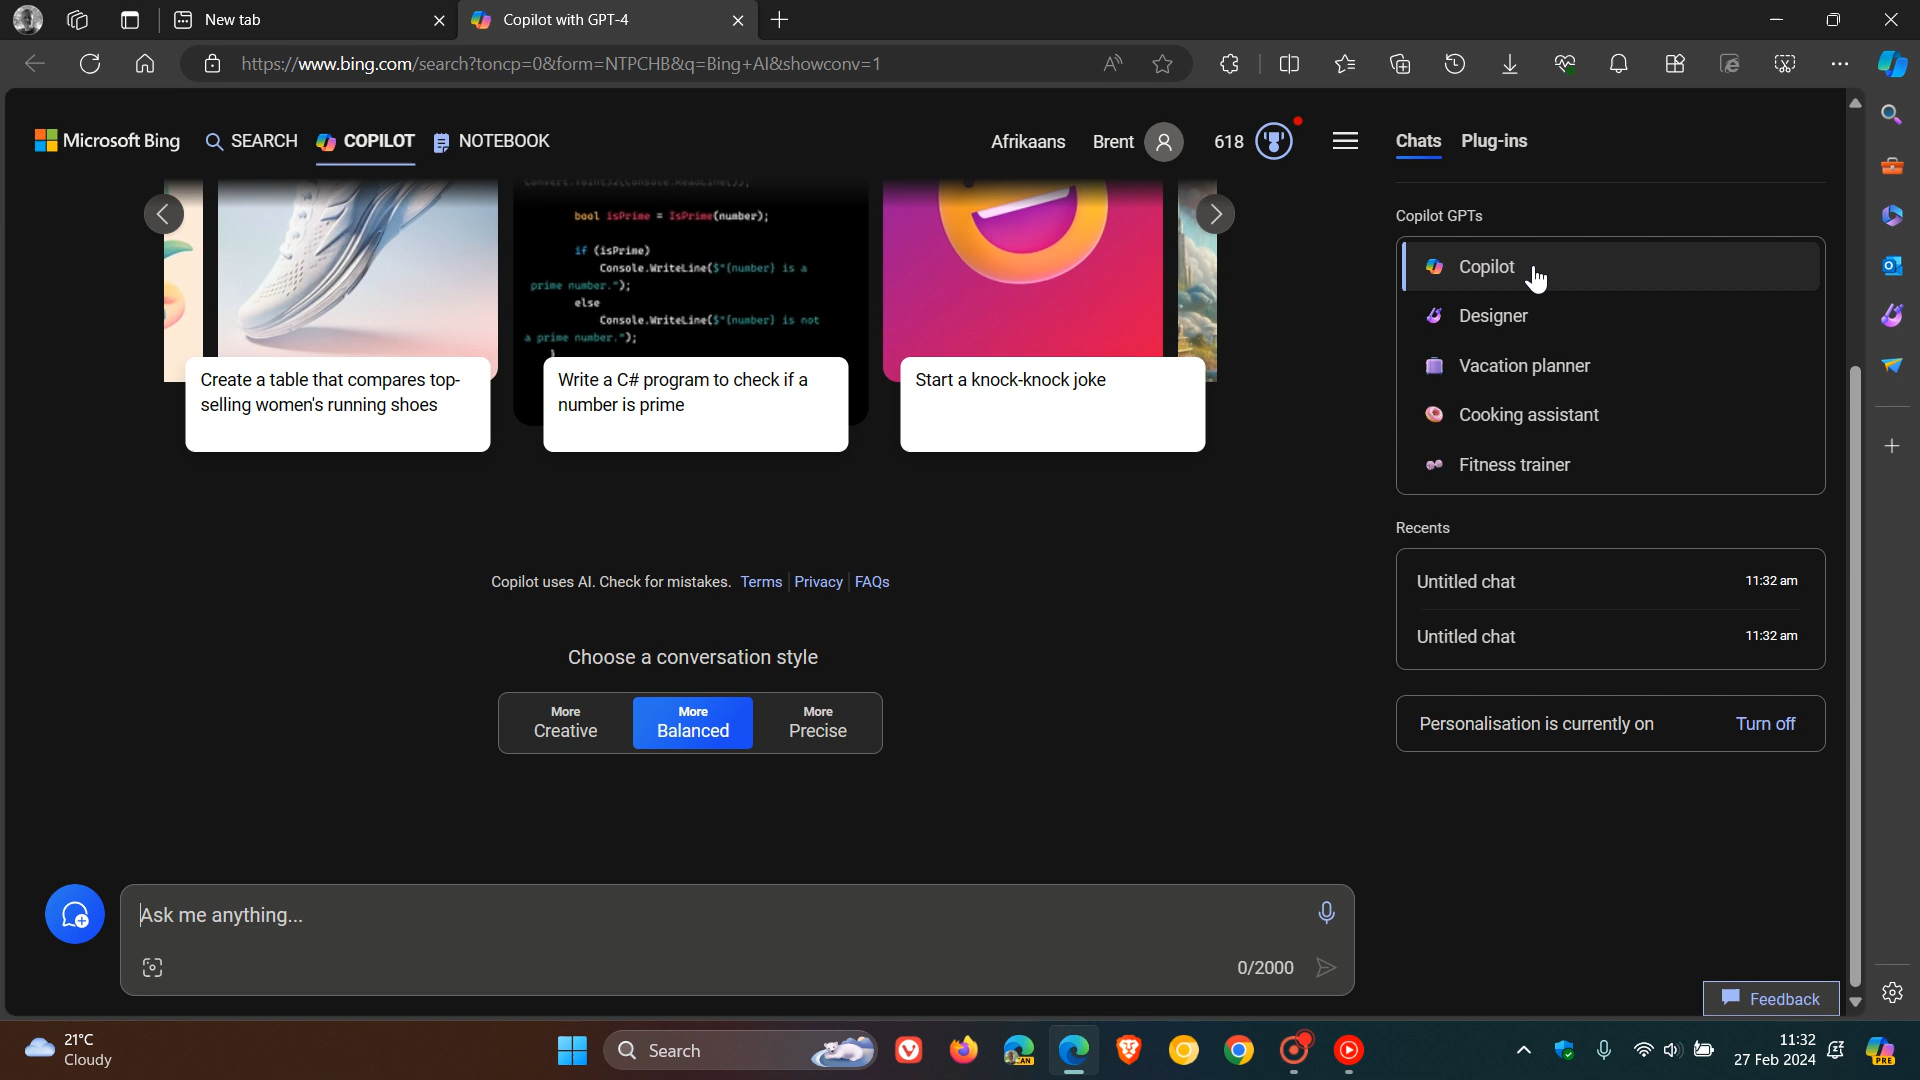 New tab
Copilot with GPT-4
https://www.bing.com/search?toncp=0&form=NTPCHB&q=Bing+AI&showconv=1
Microsoft Bing
SEARCH
COPILOT
NOTEBOOK
Afrikaans
Brent
618
Chats
Plug-ins
bool isPrime = IsPrime(number);
if (isPrime)
Console.WriteLine($"{number} is a
prime number.");
else
Console.WriteLine($"{number} is not
a prime number.");
}
Create a table that compares top-
selling women's running shoes
Write a C# program to check if a
number is prime
Start a knock-knock joke
Copilot GPTs
Copilot
Designer
Vacation planner
Cooking assistant
Fitness trainer
Recents
Untitled chat
11:32 am
Untitled chat
11:32 am
Personalisation is currently on
Turn off
Copilot uses AI. Check for mistakes. Terms Privacy FAQs
Choose a conversation style
More
Creative
More
Balanced
More
Precise
Ask me anything...
0/2000
Feedback
21°C
Cloudy
Search
CAN
11:32
27 Feb 2024
PRE